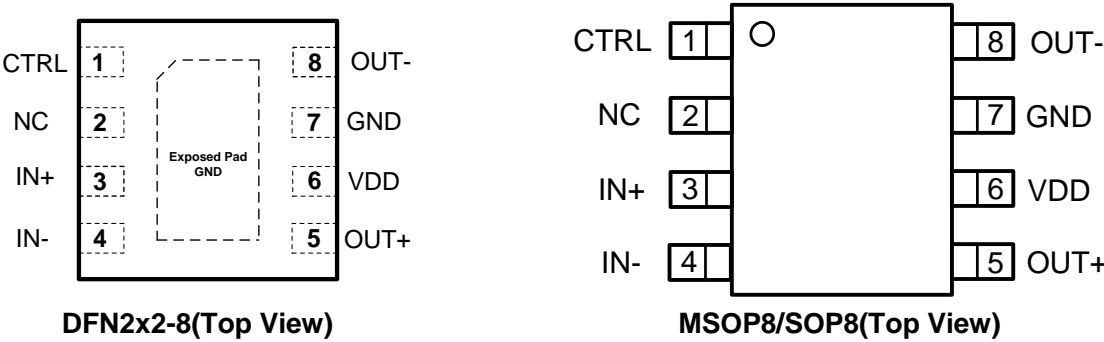 CTRL 1 8 OUT-
NC 2 7 GND
Exposed Pad
GND
IN+ 3 6 VDD
IN- 4 5 OUT+
DFN2x2-8(Top View)
CTRL 1 8 OUT-
NC 2 7 GND
IN+ 3 6 VDD
IN- 4 5 OUT+
MSOP8/SOP8(Top View)